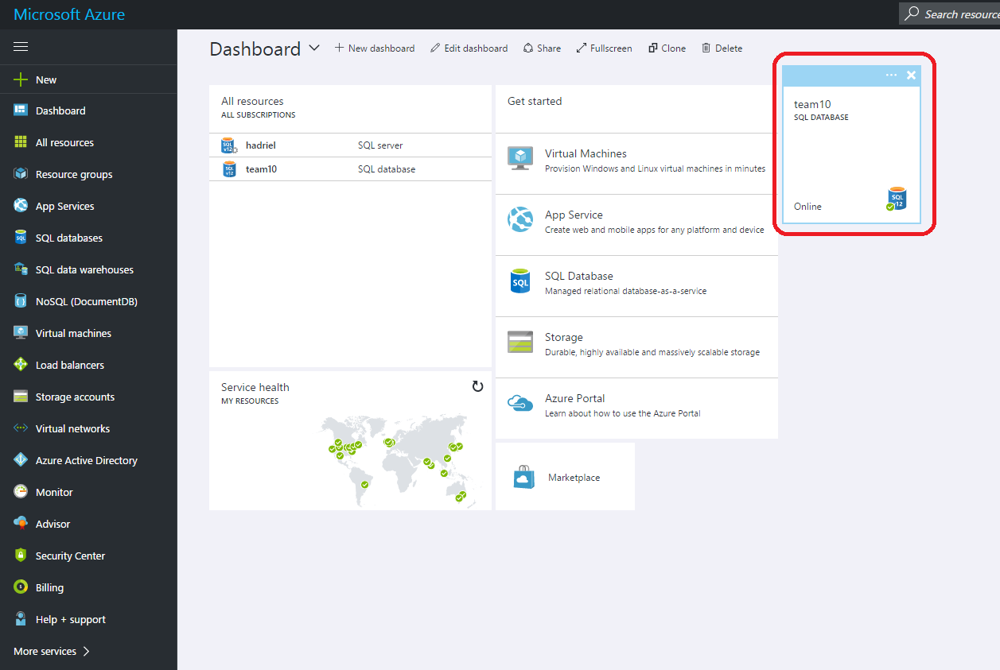 Microsoft Azure
Search resource
New
Dashboard
All resources
Resource groups
App Services
SQL databases
SQL data warehouses
NoSQL (DocumentDB)
Virtual machines
Load balancers
Storage accounts
Virtual networks
Azure Active Directory
Monitor
Advisor
Security Center
Billing
Help + support
More services
Dashboard
New dashboard
Edit dashboard
Share
Fullscreen
Clone
Delete
All resources
ALL SUBSCRIPTIONS
SQL v12 hadriel SQL server
SQL v12 team10 SQL database
Service health
MY RESOURCES
Get started
Virtual Machines
Provision Windows and Linux virtual machines in minutes
App Service
Create web and mobile apps for any platform and device
SQL
SQL Database
Managed relational database-as-a-service
Storage
Durable, highly available and massively scalable storage
Azure Portal
Learn about how to use the Azure Portal
Marketplace
team10
SQL DATABASE
Online
SQL
V12